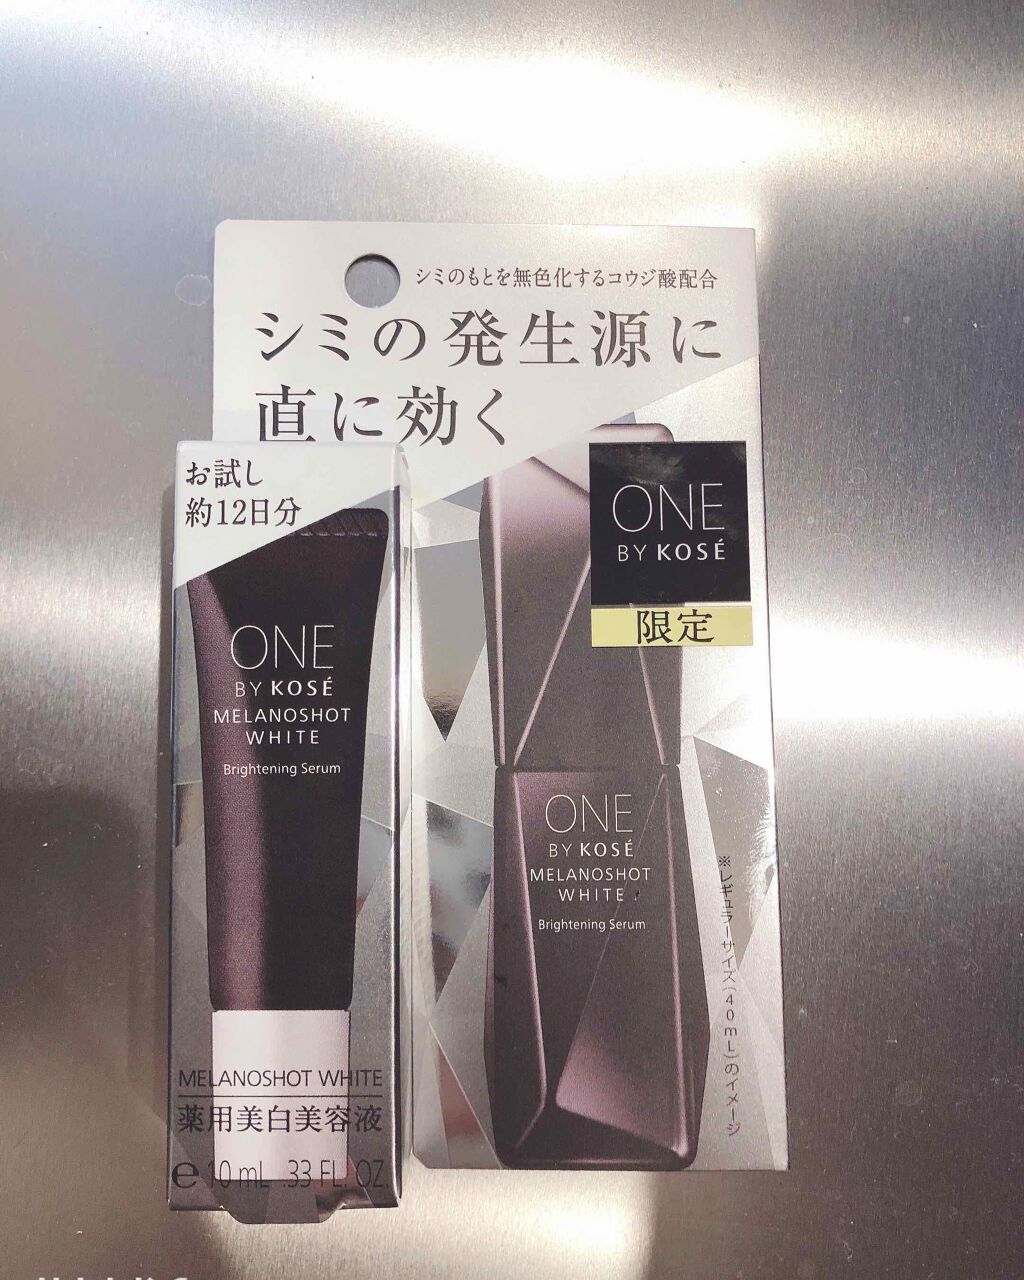 シミのもとを無色化するコウジ酸配合
シミの発生源に
直に効く
お試し
約12日分
ONE
BY KOSÉ
MELANOSHOT
WHITE
Brightening Serum
MELANOSHOT WHITE
薬用美白美容液
℮ 10 mL .33 FL. OZ.
ONE
BY KOSÉ
限定
ONE
BY KOSÉ
MELANOSHOT
WHITE
Brightening Serum
※レギュラーサイズ(40mL)のイメージ